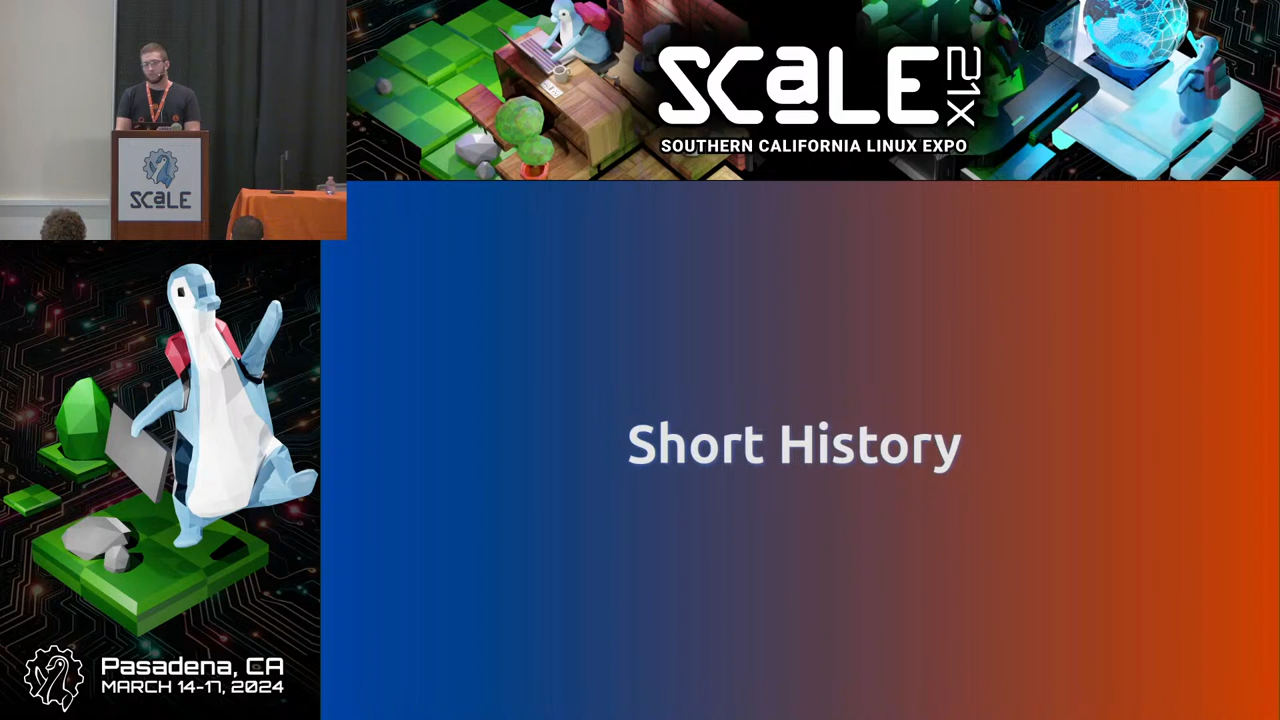 SCALE
SCALE
21X
SOUTHERN CALIFORNIA LINUX EXPO
Short History
Pasadena, CA
MARCH 14-17, 2024